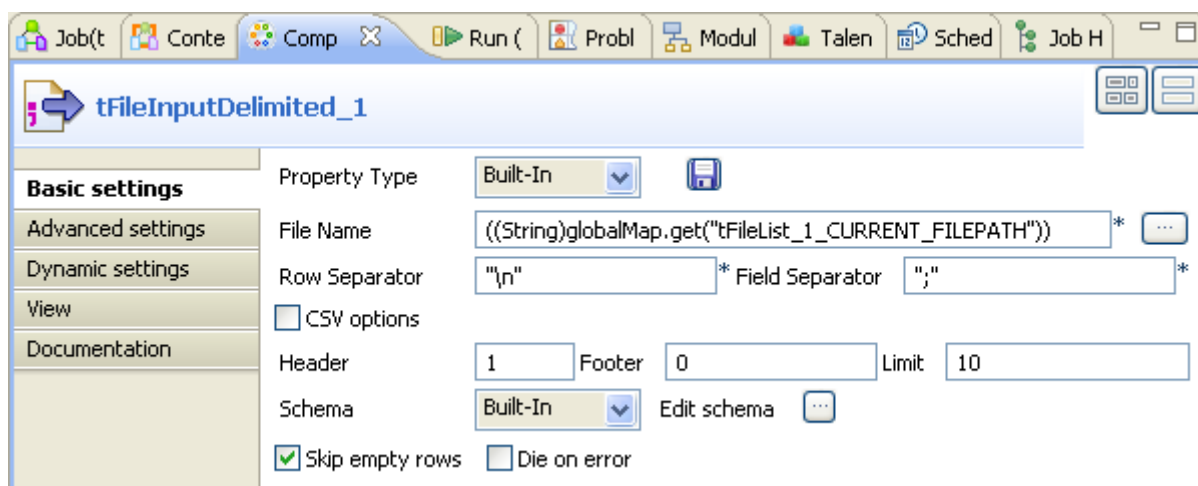 Job(t Conte Comp Run ( Probl Modul Talen Sched Job H
tFileInputDelimited_1
Basic settings
Advanced settings
Dynamic settings
View
Documentation
Property Type Built-In
File Name ((String)globalMap.get("tFileList_1_CURRENT_FILEPATH")) * ...
Row Separator "\n" * Field Separator ";" *
CSV options
Header 1 Footer 0 Limit 10
Schema Built-In Edit schema ...
Skip empty rows Die on error